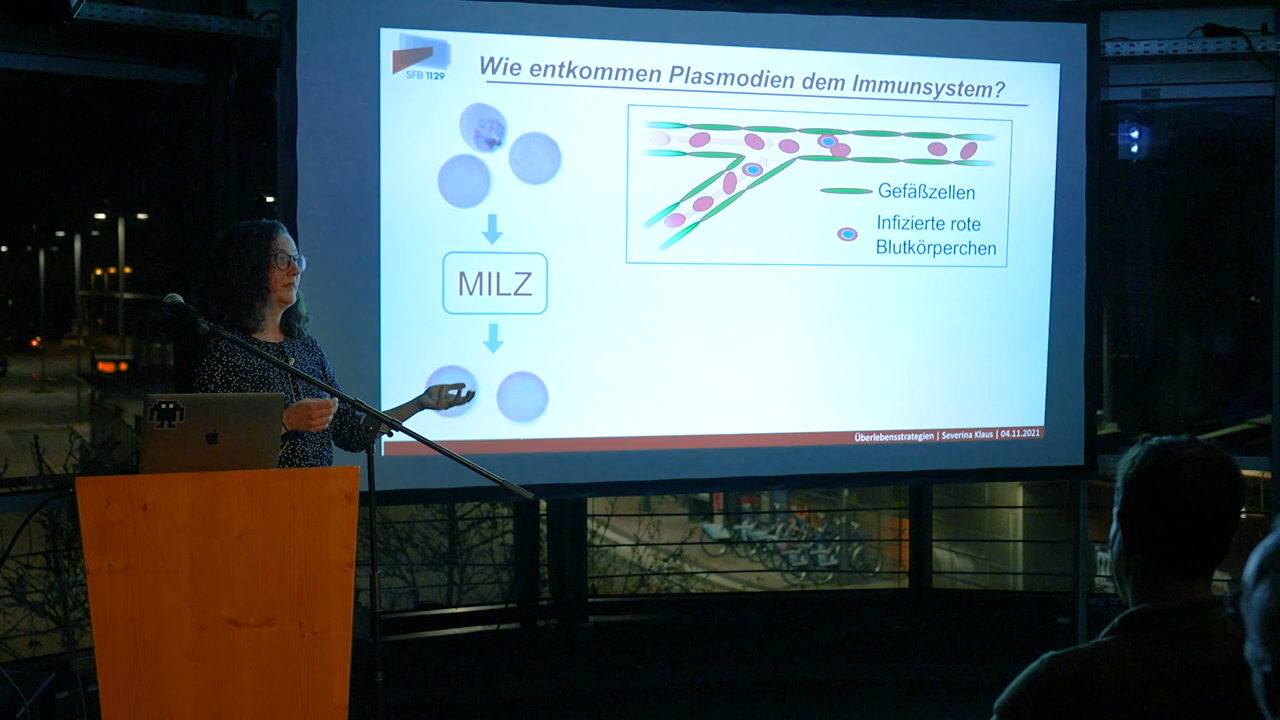 SFB 1129
Wie entkommen Plasmodien dem Immunsystem?
Gefäßzellen
Infizierte rote
Blutkörperchen
MILZ
Überlebensstrategien | Severina Klaus | 04.11.2021